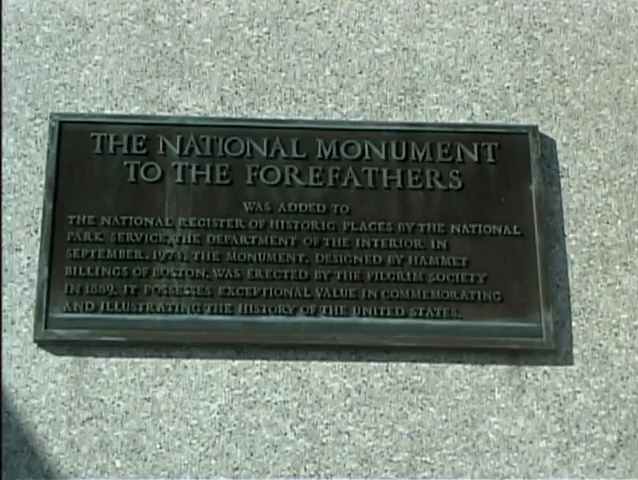 THE NATIONAL MONUMENT
TO THE FOREFATHERS
WAS ADDED TO
THE NATIONAL REGISTER OF HISTORIC PLACES BY THE NATIONAL
PARK SERVICE, THE DEPARTMENT OF THE INTERIOR IN
SEPTEMBER, THE MONUMENT, DESIGNED BY HAMMET
BILLINGS OF BOSTON, WAS ERECTED BY THE PILGRIM SOCIETY
IN 1889. IT POSSESSES EXCEPTIONAL VALUE IN COMMEMORATING
AND ILLUSTRATING THE HISTORY OF THE UNITED STATES.